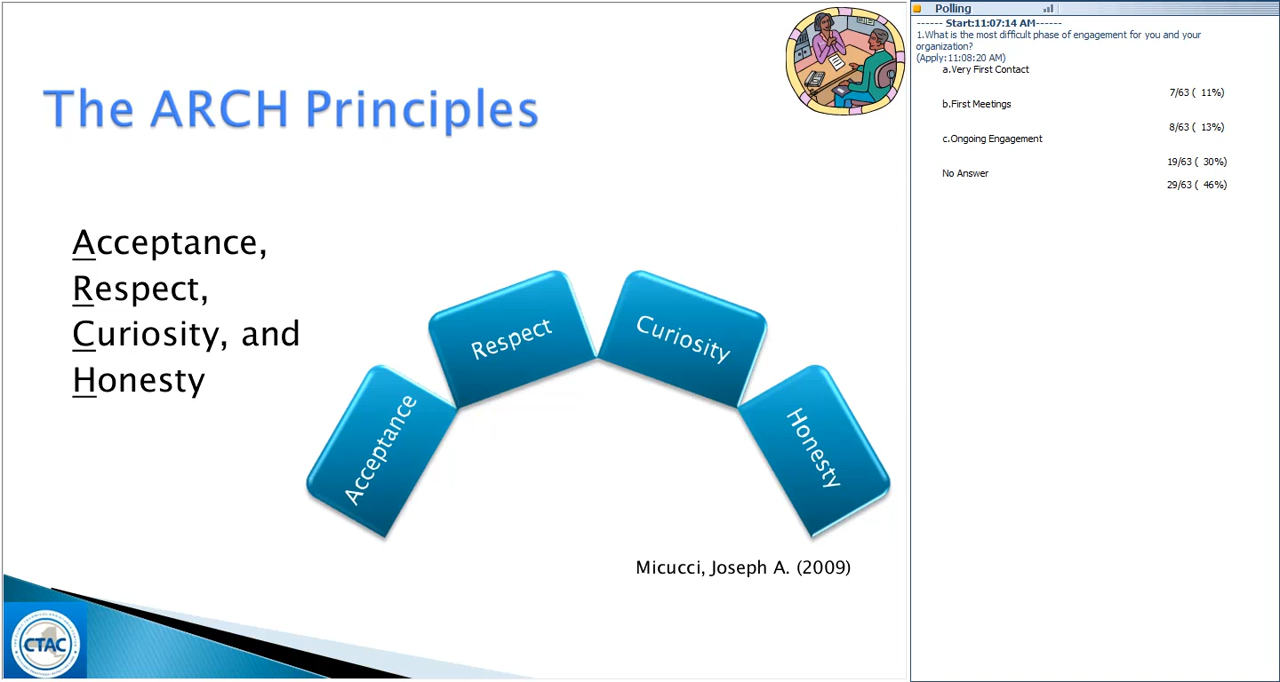 The ARCH Principles
Acceptance,
Respect,
Curiosity, and
Honesty
Acceptance
Respect
Curiosity
Honesty
Micucci, Joseph A. (2009)
CTAC
Polling
------ Start:11:07:14 AM------
1.What is the most difficult phase of engagement for you and your
organization?
(Apply:11:08:20 AM)
a.Very First Contact
7/63 ( 11%)
b.First Meetings
8/63 ( 13%)
c.Ongoing Engagement
19/63 ( 30%)
No Answer
29/63 ( 46%)